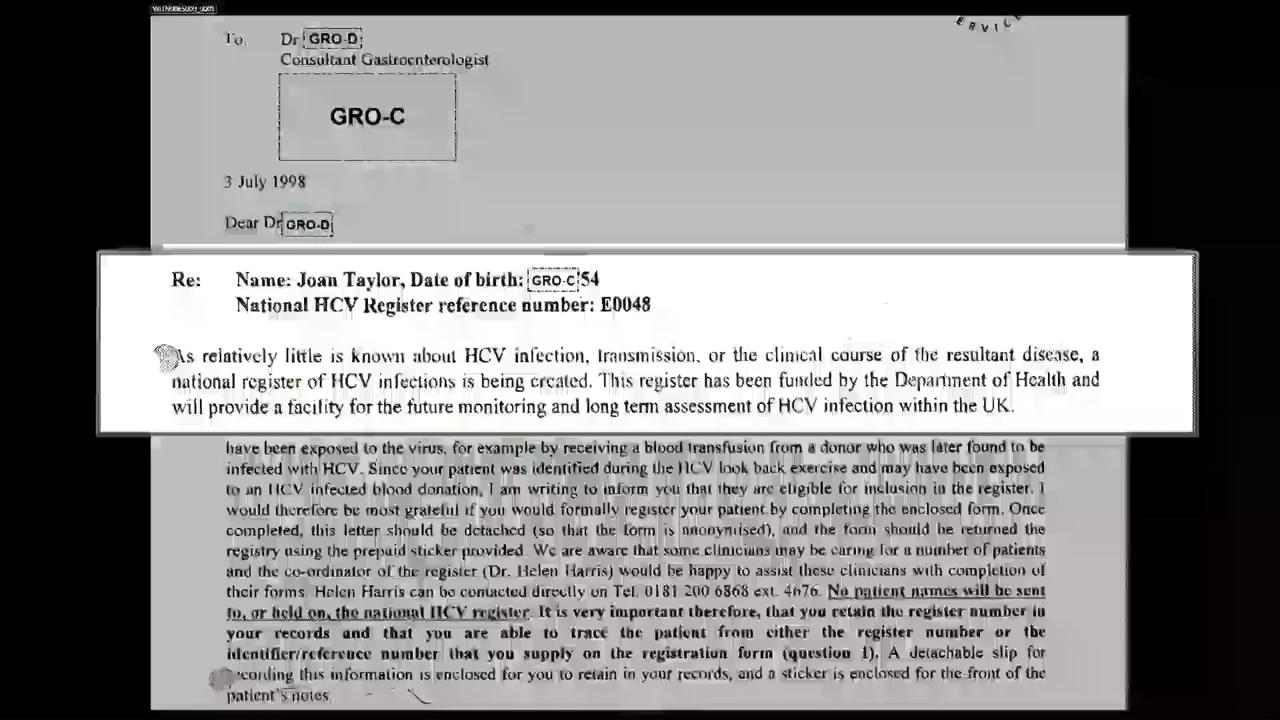 To Dr GRO-D
Consultant Gastroenterologist
GRO-C
3 July 1998
Dear Dr GRO-D
Re: Name: Joan Taylor, Date of birth: GRO-C 54
National HCV Register reference number: E0048
As relatively little is known about HCV infection, transmission, or the clinical course of the resultant disease, a
national register of HCV infections is being created. This register has been funded by the Department of Health and
will provide a facility for the future monitoring and long term assessment of HCV infection within the UK.
have been exposed to the virus, for example by receiving a blood transfusion from a donor who was later found to be
infected with HCV. Since your patient was identified during the HCV look back exercise and may have been exposed
to an HCV infected blood donation, I am writing to inform you that they are eligible for inclusion in the register. I
would therefore be most grateful if you would formally register your patient by completing the enclosed form. Once
completed, this letter should be detached (so that the form is anonymised), and the form should be returned the
registry using the prepaid sticker provided. We are aware that some clinicians may be caring for a number of patients
and the co-ordinator of the register (Dr. Helen Harris) would be happy to assist these clinicians with completion of
their forms. Helen Harris can be contacted directly on Tel. 0181 200 6868 ext. 4676. No patient names will be sent
to, or held on, the national HCV register. It is very important therefore, that you retain the register number in
your records and that you are able to trace the patient from either the register number or the
identifier/reference number that you supply on the registration form (question 1). A detachable slip for
recording this information is enclosed for you to retain in your records, and a sticker is enclosed for the front of the
patient's notes.